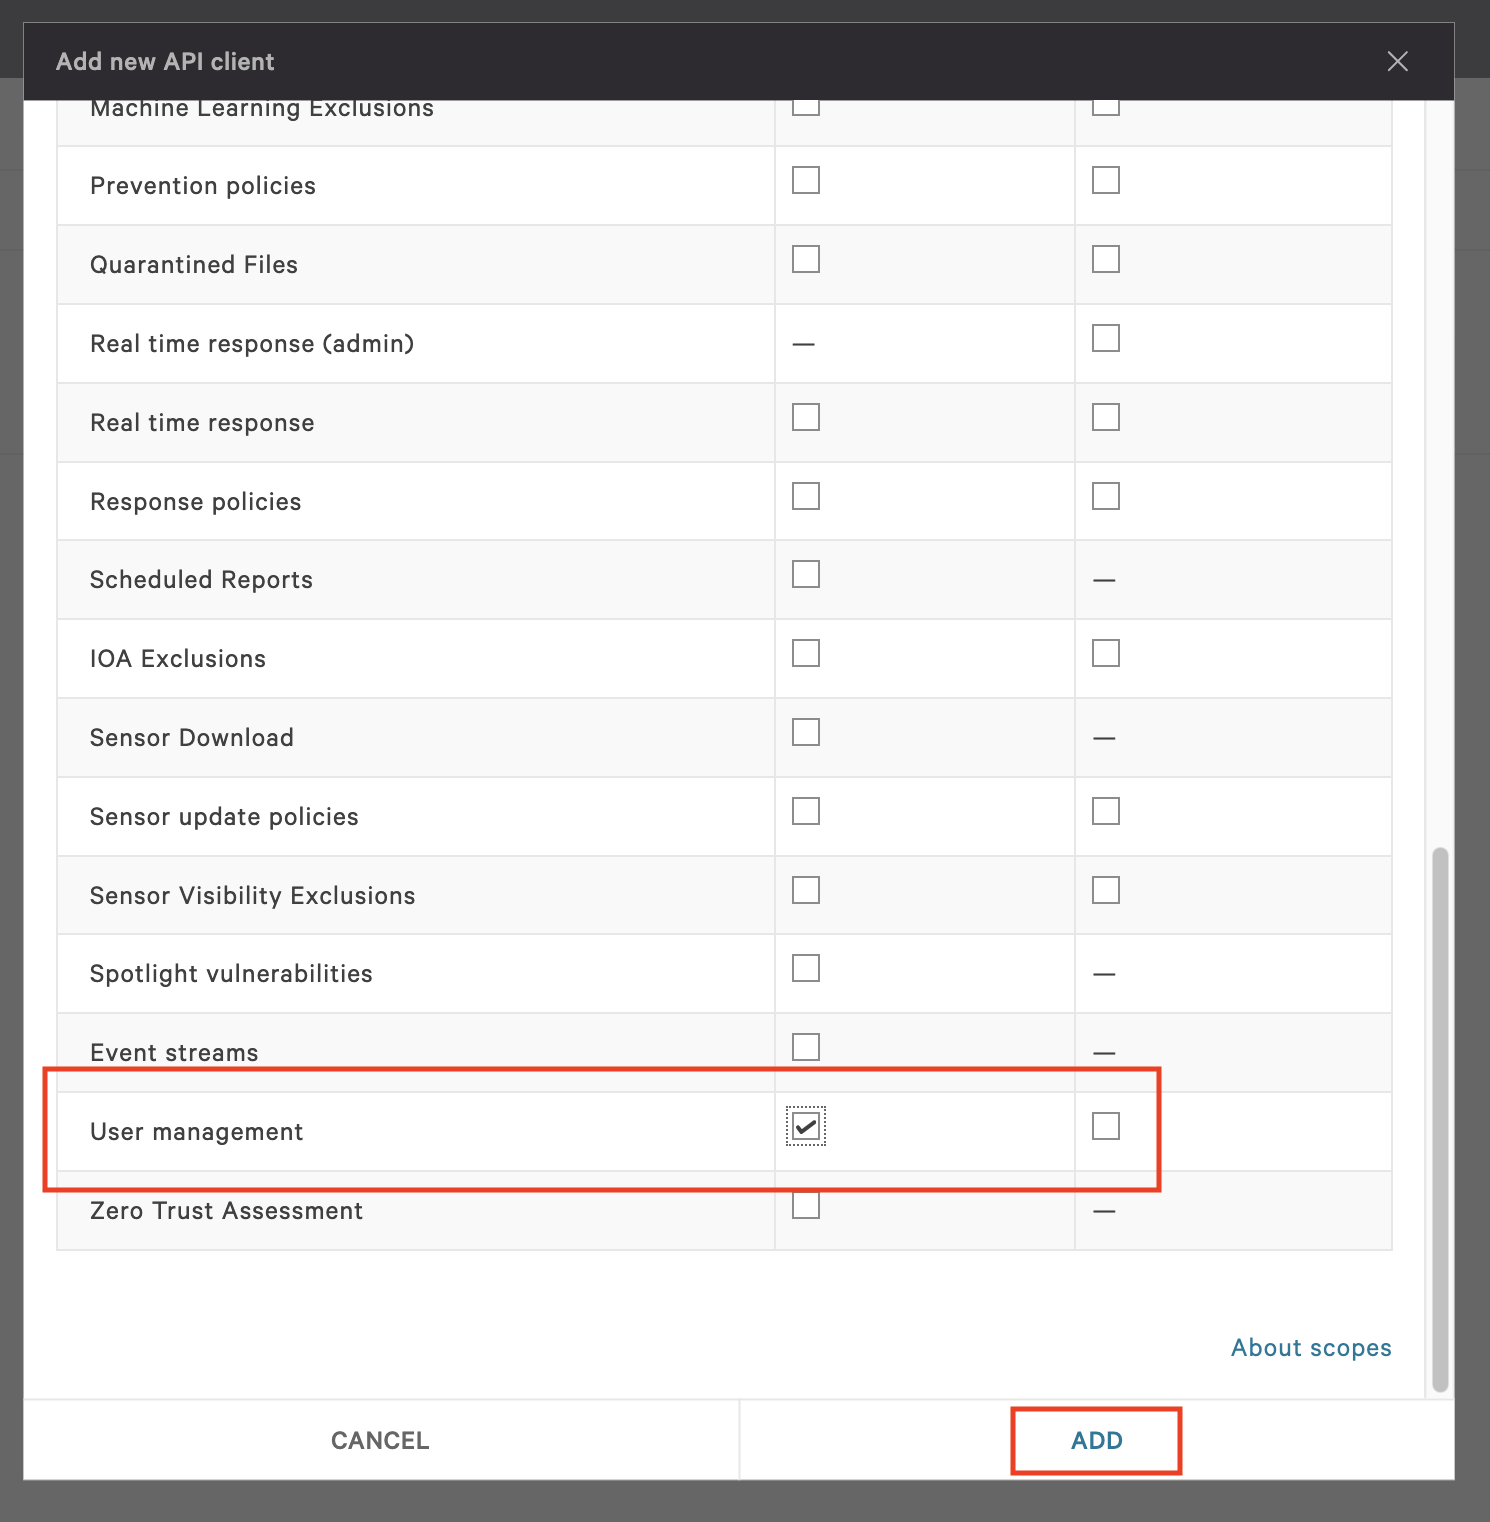 Add new API client
Machine Learning Exclusions
Prevention policies
Quarantined Files
Real time response (admin) —
Real time response
Response policies
Scheduled Reports —
IOA Exclusions
Sensor Download —
Sensor update policies
Sensor Visibility Exclusions
Spotlight vulnerabilities —
Event streams —
User management
Zero Trust Assessment —
About scopes
CANCEL ADD